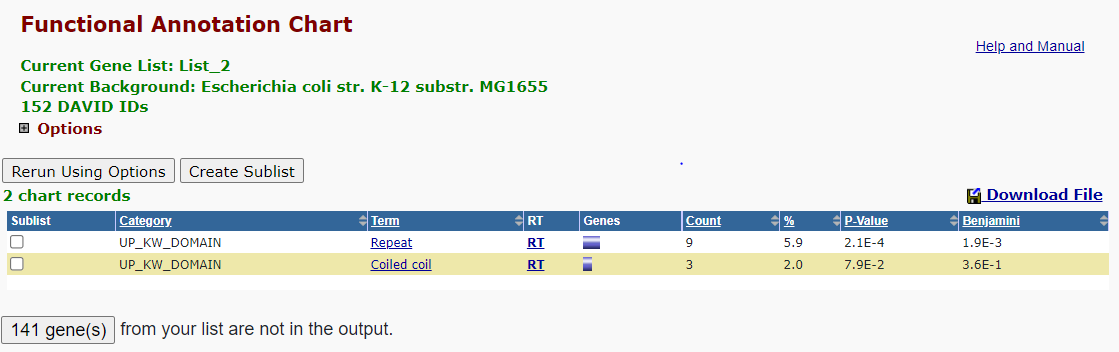 Functional Annotation Chart
Help and Manual
Current Gene List: List_2
Current Background: Escherichia coli str. K-12 substr. MG1655
152 DAVID IDs
Options
Rerun Using Options Create Sublist
2 chart records Download File
Sublist Category Term RT Genes Count % P-Value Benjamini
UP_KW_DOMAIN Repeat RT 9 5.9 2.1E-4 1.9E-3
UP_KW_DOMAIN Coiled coil RT 3 2.0 7.9E-2 3.6E-1
141 gene(s) from your list are not in the output.